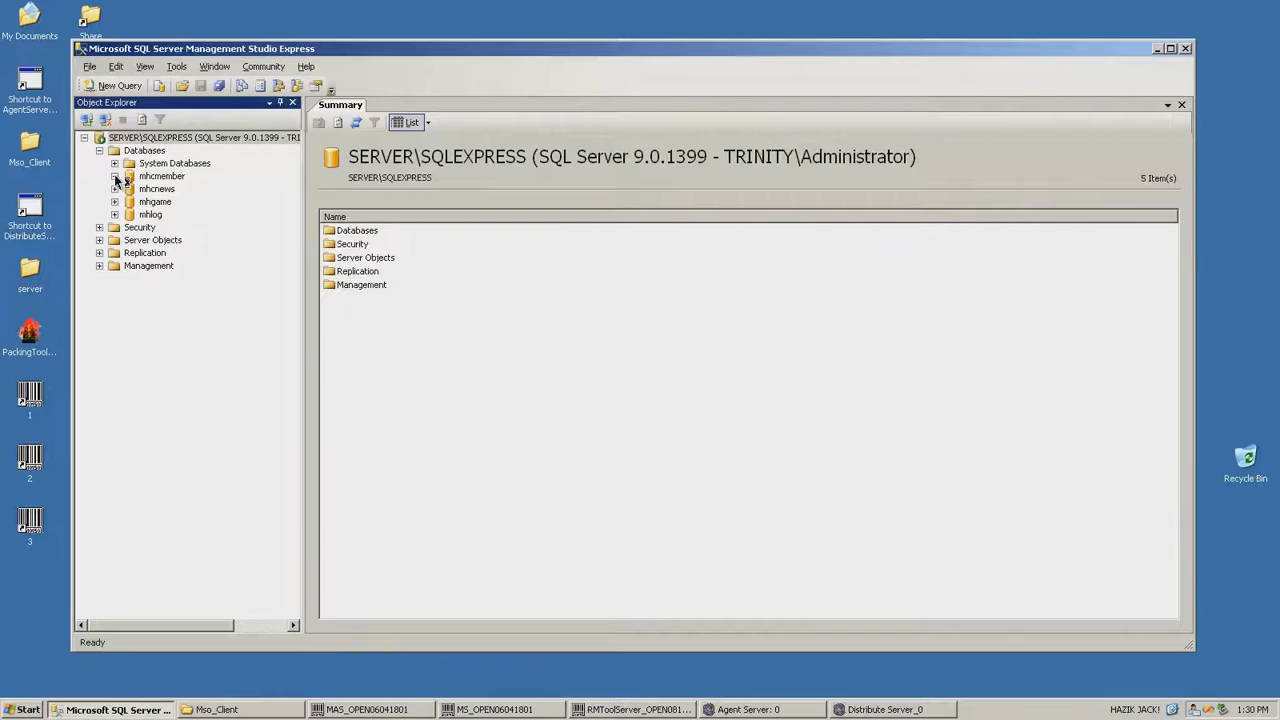 My Documents
Share
Shortcut to
AgentServe...
Mso_Client
Shortcut to
DistributeS...
server
PackingTool...
1
2
3
Recycle Bin
Microsoft SQL Server Management Studio Express
File Edit View Tools Window Community Help
New Query
Object Explorer
SERVER\SQLEXPRESS (SQL Server 9.0.1399 - TRINI
Databases
System Databases
mhcmember
mhcnews
mhgame
mhlog
Security
Server Objects
Replication
Management
Summary
List
SERVER\SQLEXPRESS (SQL Server 9.0.1399 - TRINITY\Administrator)
SERVER\SQLEXPRESS
5 Item(s)
Name
Databases
Security
Server Objects
Replication
Management
Ready
Start Microsoft SQL Server ... Mso_Client MAS_OPEN06041801 MS_OPEN06041801 RMToolServer_OPEN081... Agent Server: 0 Distribute Server_0 HAZIK JACK! 1:30 PM